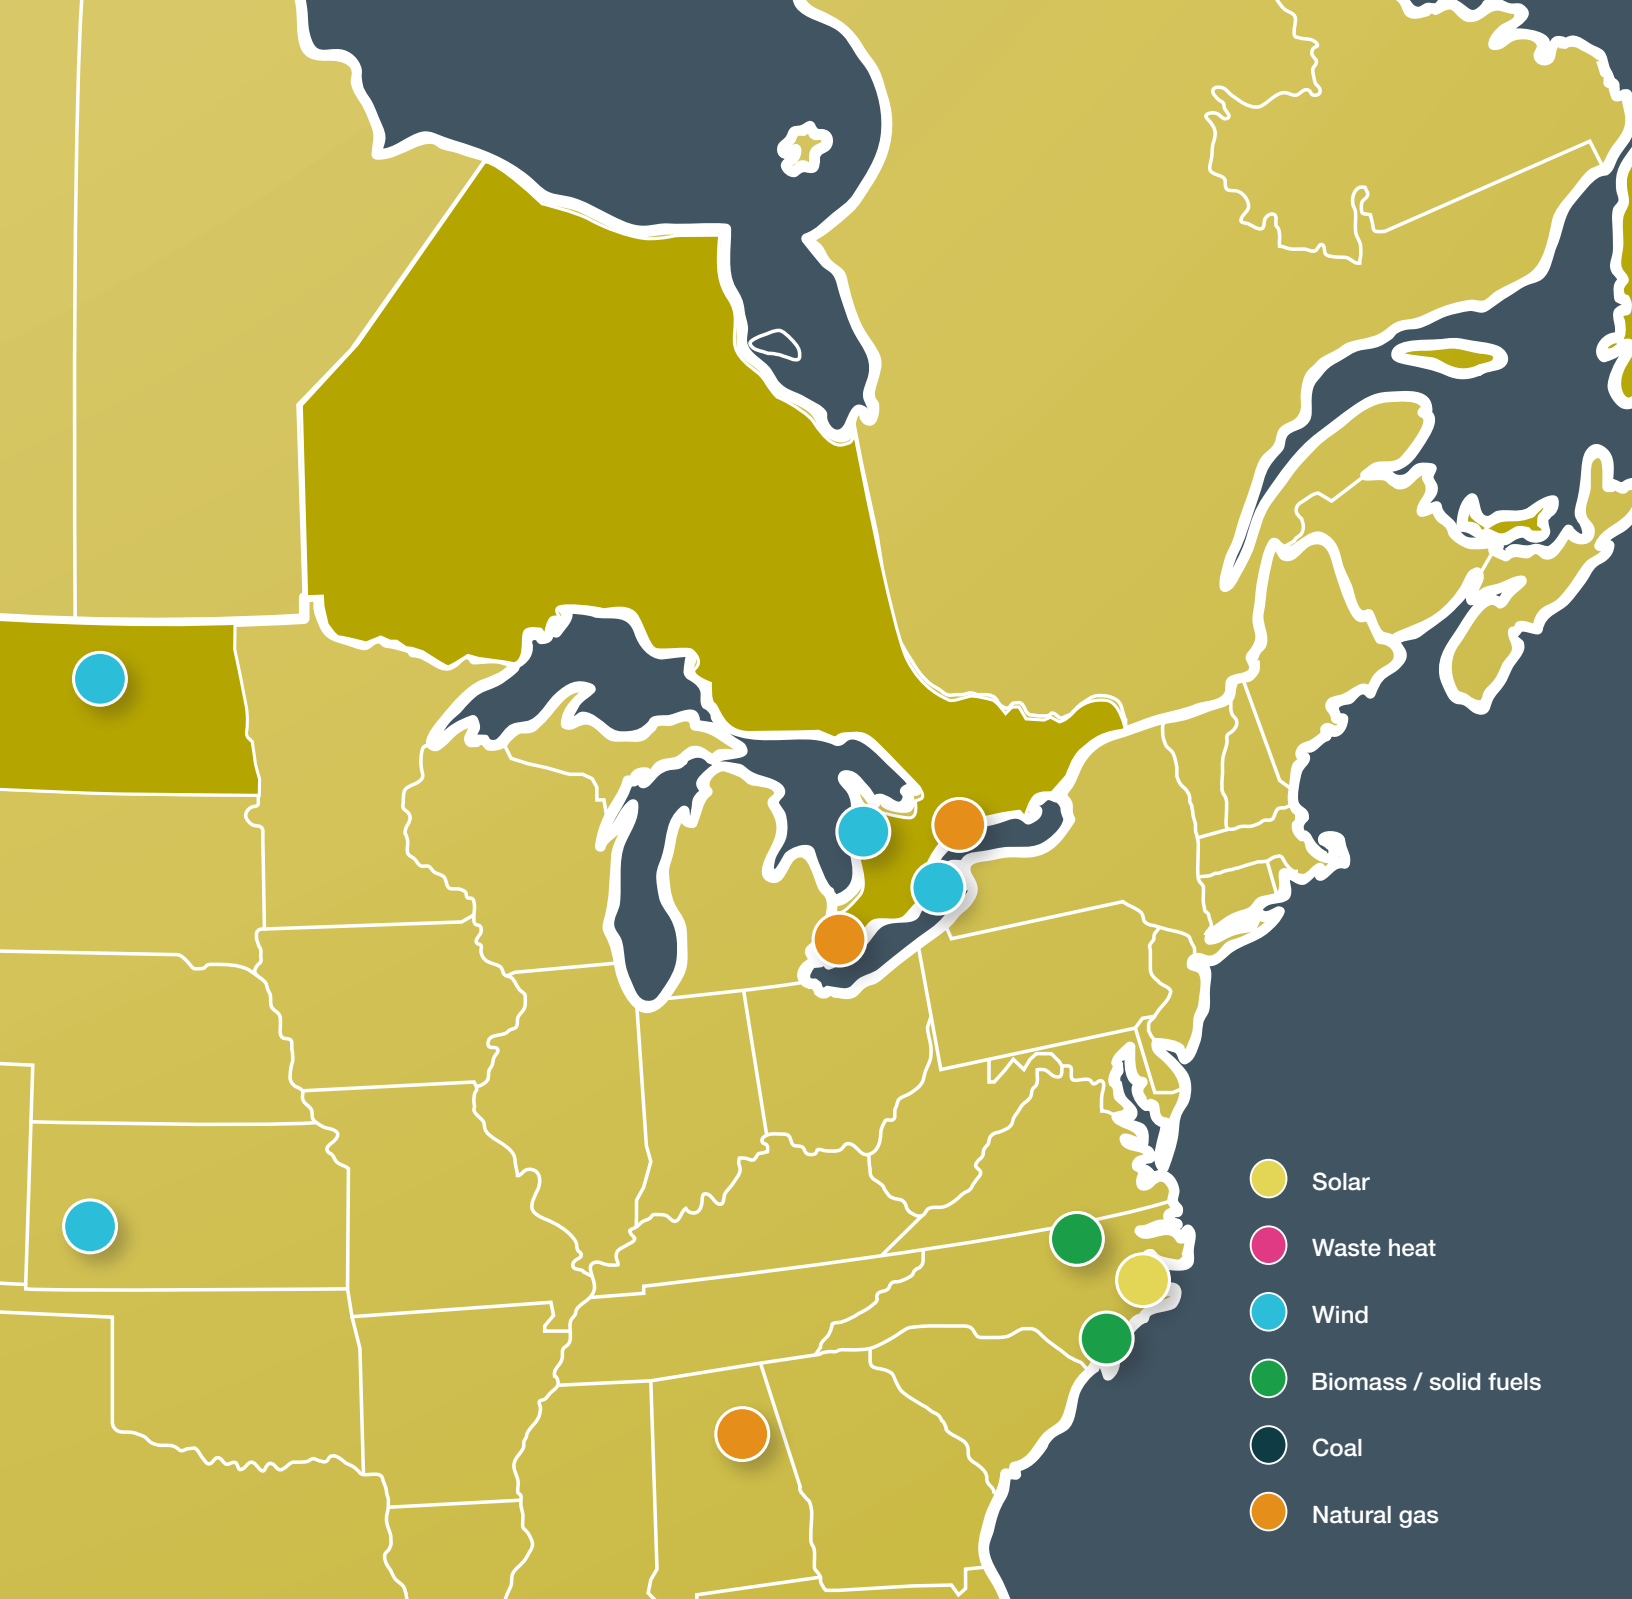 Solar
Waste heat
Wind
Biomass / solid fuels
Coal
Natural gas